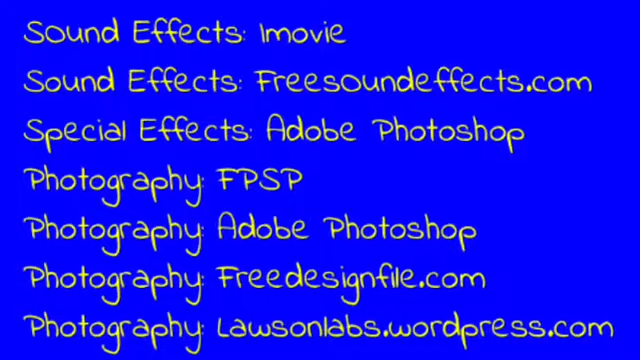 Sound Effects: Imovie
Sound Effects: Freesoundeffects.com
Special Effects: Adobe Photoshop
Photography: FPSP
Photography: Adobe Photoshop
Photography: Freedesignfile.com
Photography: Lawsonlabs.wordpress.com